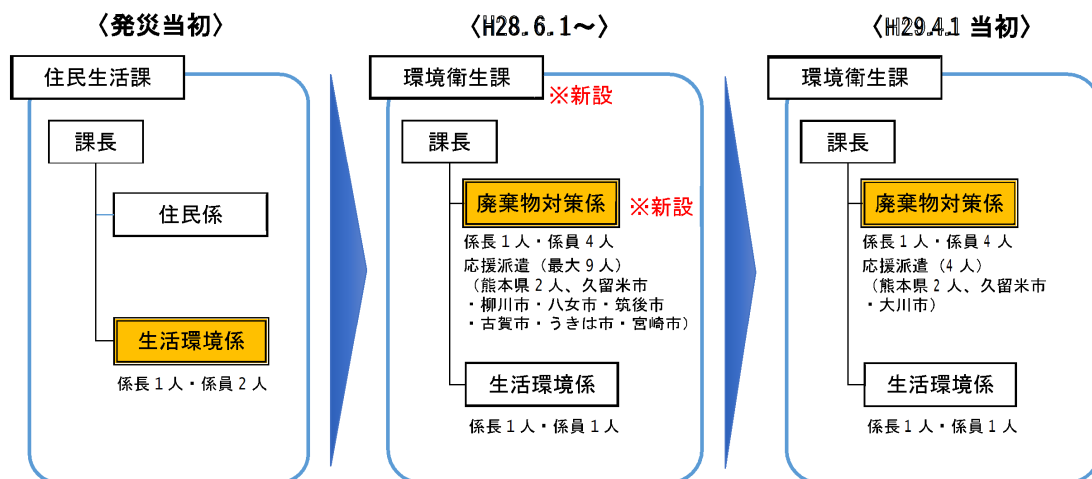 〈発災当初〉
住民生活課
課長
住民係
生活環境係
係長１人・係員２人
〈H28.6.1～〉
環境衛生課
※新設
課長
廃棄物対策係
※新設
係長１人・係員４人
応援派遣（最大９人）
（熊本県２人、久留米市
・柳川市・八女市・筑後市
・古賀市・うきは市・宮崎市）
生活環境係
係長１人・係員１人
〈H29.4.1 当初〉
環境衛生課
課長
廃棄物対策係
係長１人・係員４人
応援派遣（４人）
（熊本県２人、久留米市
・大川市）
生活環境係
係長１人・係員１人